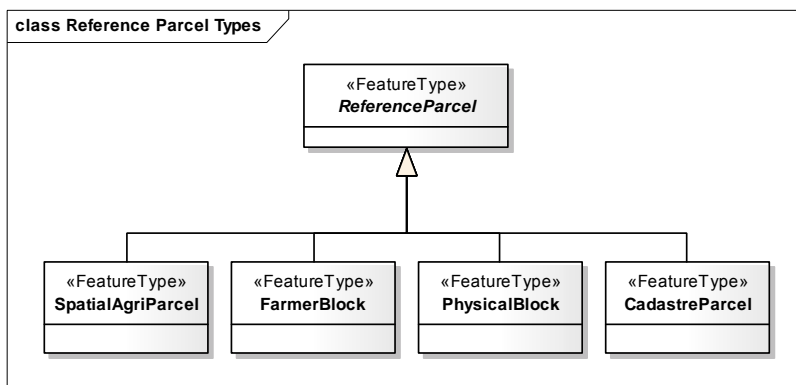 class Reference Parcel Types
«FeatureType»
ReferenceParcel
«FeatureType»
SpatialAgriParcel
«FeatureType»
FarmerBlock
«FeatureType»
PhysicalBlock
«FeatureType»
CadastreParcel